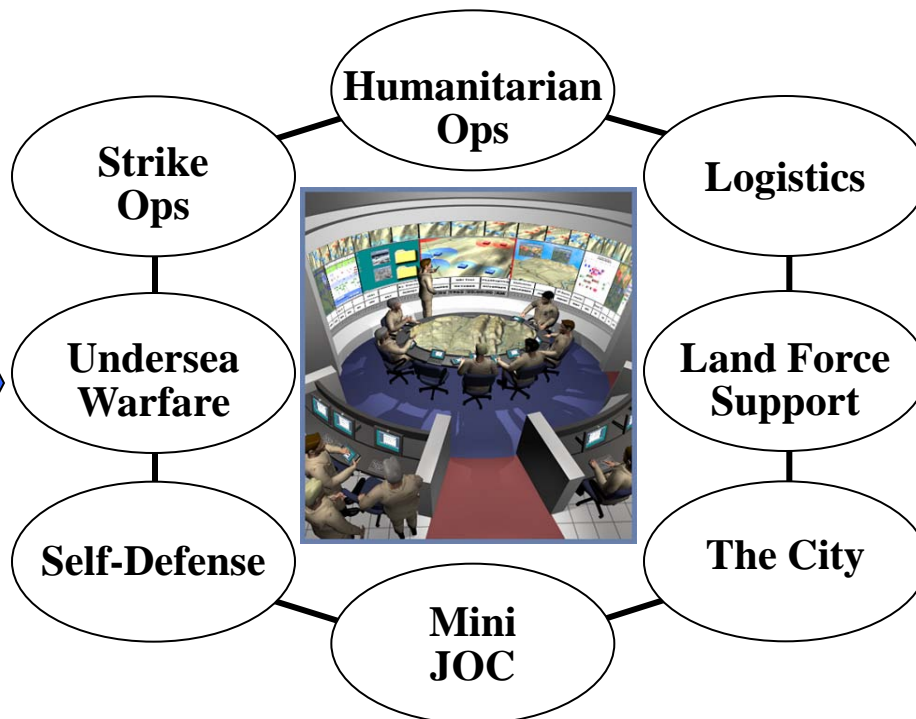 Humanitarian
Ops
Strike
Ops
Logistics
Undersea
Warfare
Land Force
Support
Self-Defense
The City
Mini
JOC